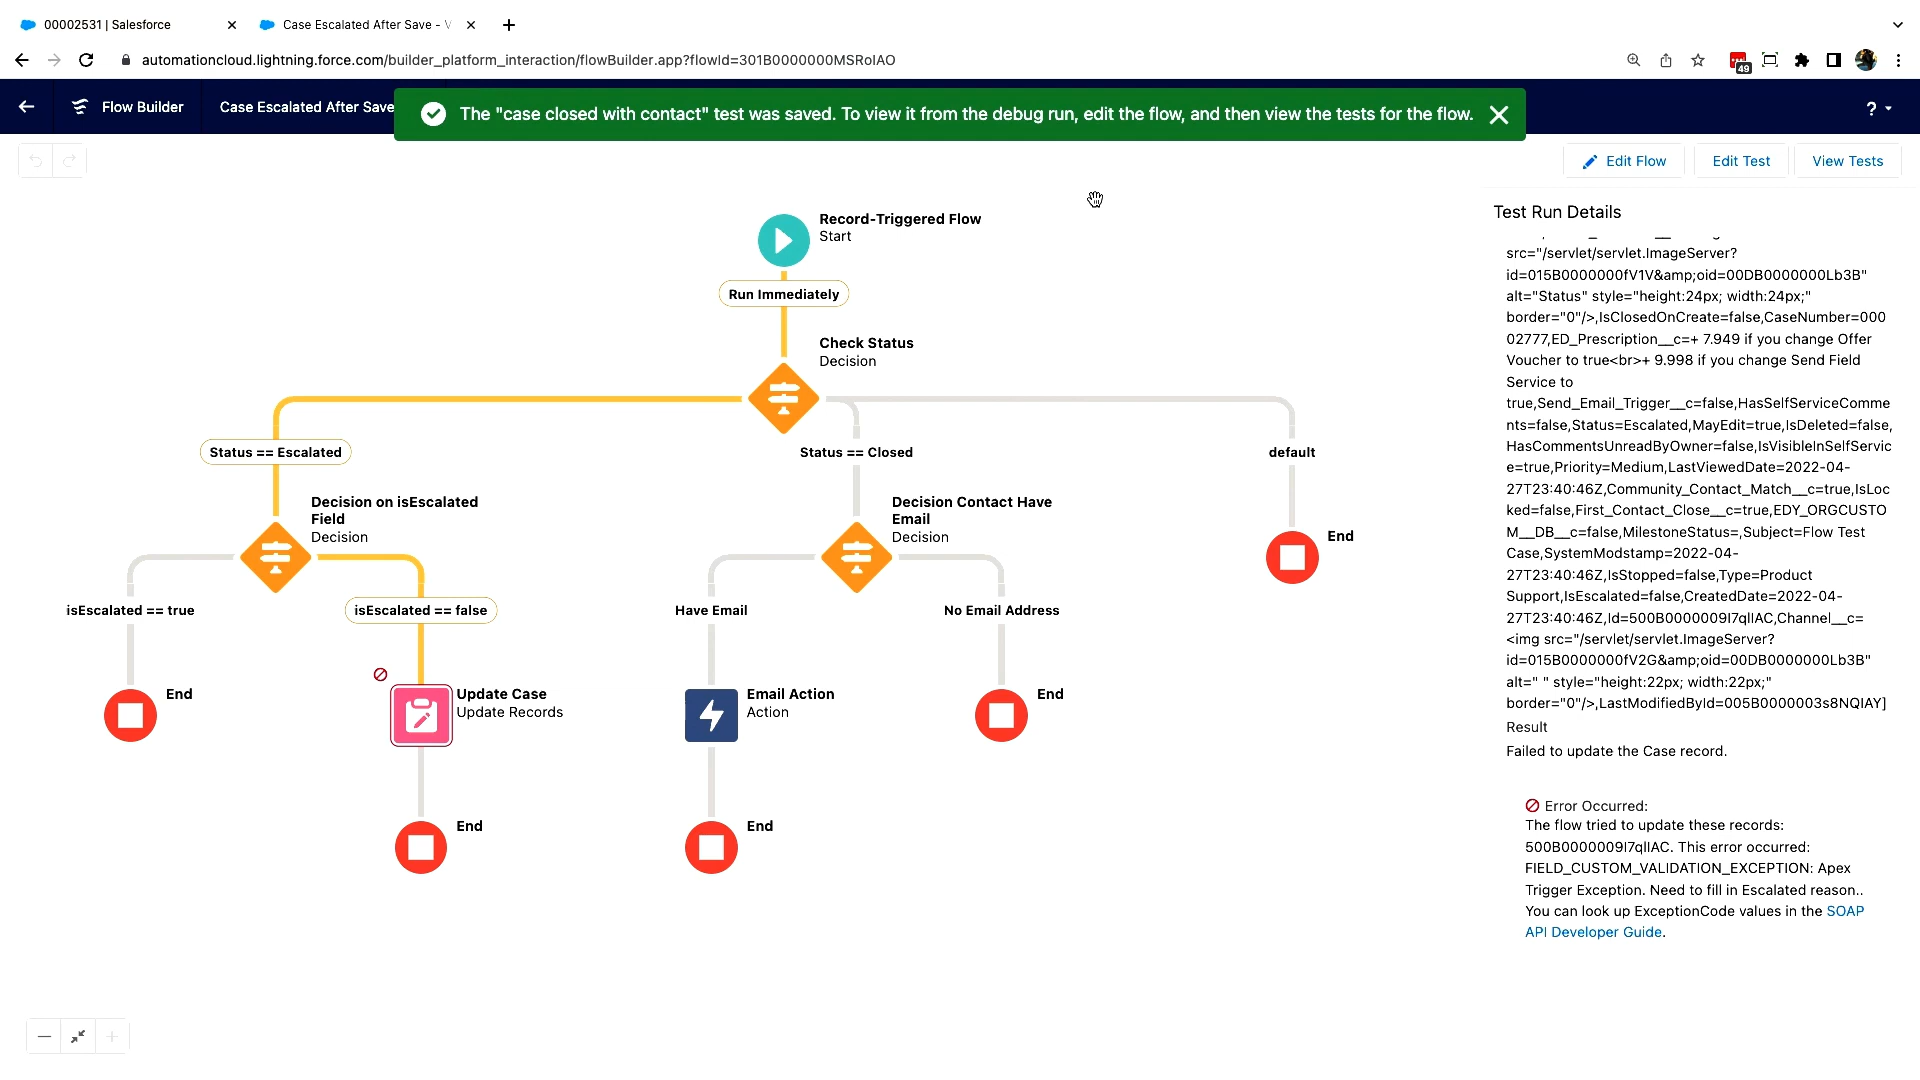 00002531 | Salesforce
Case Escalated After Save - V
automationcloud.lightning.force.com/builder_platform_interaction/flowBuilder.app?flowId=301B0000000MSRoIAO
49
Flow Builder
Case Escalated After Save
The "case closed with contact" test was saved. To view it from the debug run, edit the flow, and then view the tests for the flow.
?
Edit Flow
Edit Test
View Tests
Record-Triggered Flow
Start
Run Immediately
Check Status
Decision
Status == Escalated
Status == Closed
default
Decision on isEscalated
Field
Decision
Decision Contact Have
Email
Decision
End
isEscalated == true
isEscalated == false
Have Email
No Email Address
End
Update Case
Update Records
Email Action
Action
End
End
End
Test Run Details
src="/servlet/servlet.ImageServer?
id=015B0000000fV1V&amp;oid=00DB0000000Lb3B"
alt="Status" style="height:24px; width:24px;"
border="0"/>,IsClosedOnCreate=false,CaseNumber=000
02777,ED_Prescription__c=+ 7.949 if you change Offer
Voucher to true<br>+ 9.998 if you change Send Field
Service to
true,Send_Email_Trigger__c=false,HasSelfServiceComme
nts=false,Status=Escalated,MayEdit=true,IsDeleted=false,
HasCommentsUnreadByOwner=false,IsVisibleInSelfServic
e=true,Priority=Medium,LastViewedDate=2022-04-
27T23:40:46Z,Community_Contact_Match__c=true,IsLoc
ked=false,First_Contact_Close__c=true,EDY_ORGCUSTO
M__DB__c=false,MilestoneStatus=,Subject=Flow Test
Case,SystemModstamp=2022-04-
27T23:40:46Z,IsStopped=false,Type=Product
Support,IsEscalated=false,CreatedDate=2022-04-
27T23:40:46Z,Id=500B0000009I7qlIAC,Channel__c=
<img src="/servlet/servlet.ImageServer?
id=015B0000000fV2G&amp;oid=00DB0000000Lb3B"
alt=" " style="height:22px; width:22px;"
border="0"/>,LastModifiedById=005B0000003s8NQIAY]
Result
Failed to update the Case record.
Error Occurred:
The flow tried to update these records:
500B0000009I7qlIAC. This error occurred:
FIELD_CUSTOM_VALIDATION_EXCEPTION: Apex
Trigger Exception. Need to fill in Escalated reason..
You can look up ExceptionCode values in the SOAP
API Developer Guide.